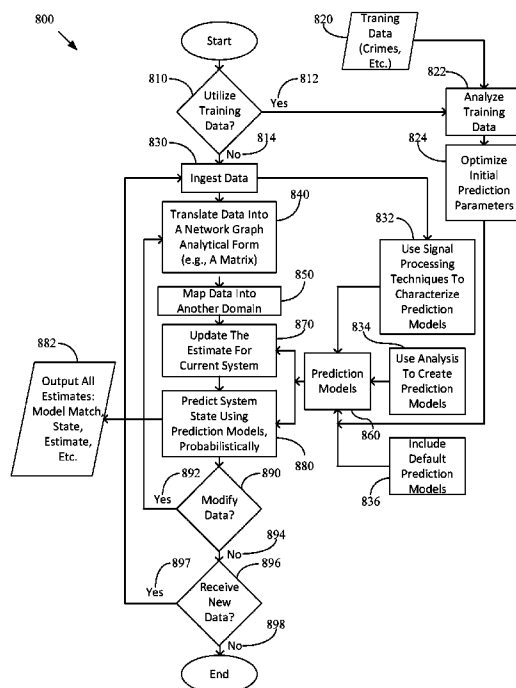 800
Start
820
Traning
Data
(Crimes,
Etc.)
810
812
Utilize
Training
Data?
Yes
822
Analyze
Training
Data
814
No
824
Optimize
Initial
Prediction
Parameters
830
Ingest Data
840
Translate Data Into
A Network Graph
Analytical Form
(e.g., A Matrix)
832
Use Signal
Processing
Techniques To
Characterize
Prediction Models
850
Map Data Into
Another Domain
834
Use Analysis
To Create
Prediction Models
870
Update The
Estimate For
Current System
882
Output All
Estimates:
Model Match,
State,
Estimate,
Etc.
Prediction
Models
860
Predict System
State Using
Prediction Models,
Probabilistically
880
Include
Default
Prediction
Models
836
892
Yes
890
Modify
Data?
894
No
897
Yes
896
Receive
New
Data?
898
No
End